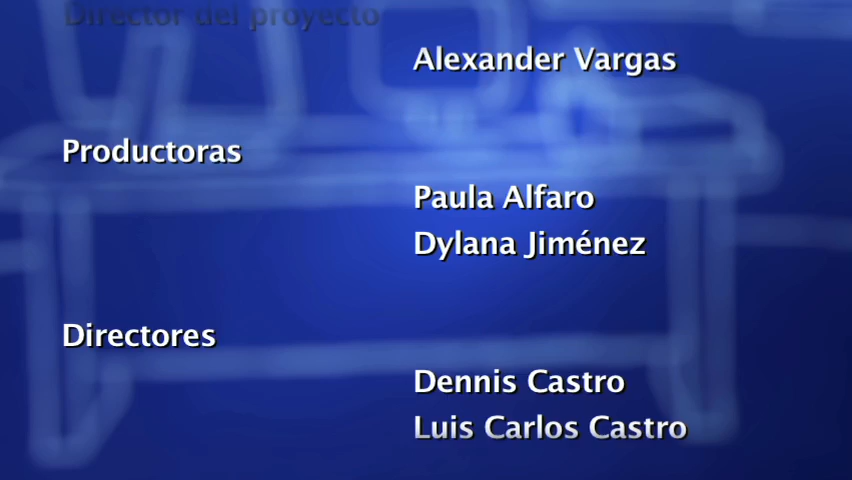 Director del proyecto
Alexander Vargas
Productoras
Paula Alfaro
Dylana Jiménez
Directores
Dennis Castro
Luis Carlos Castro